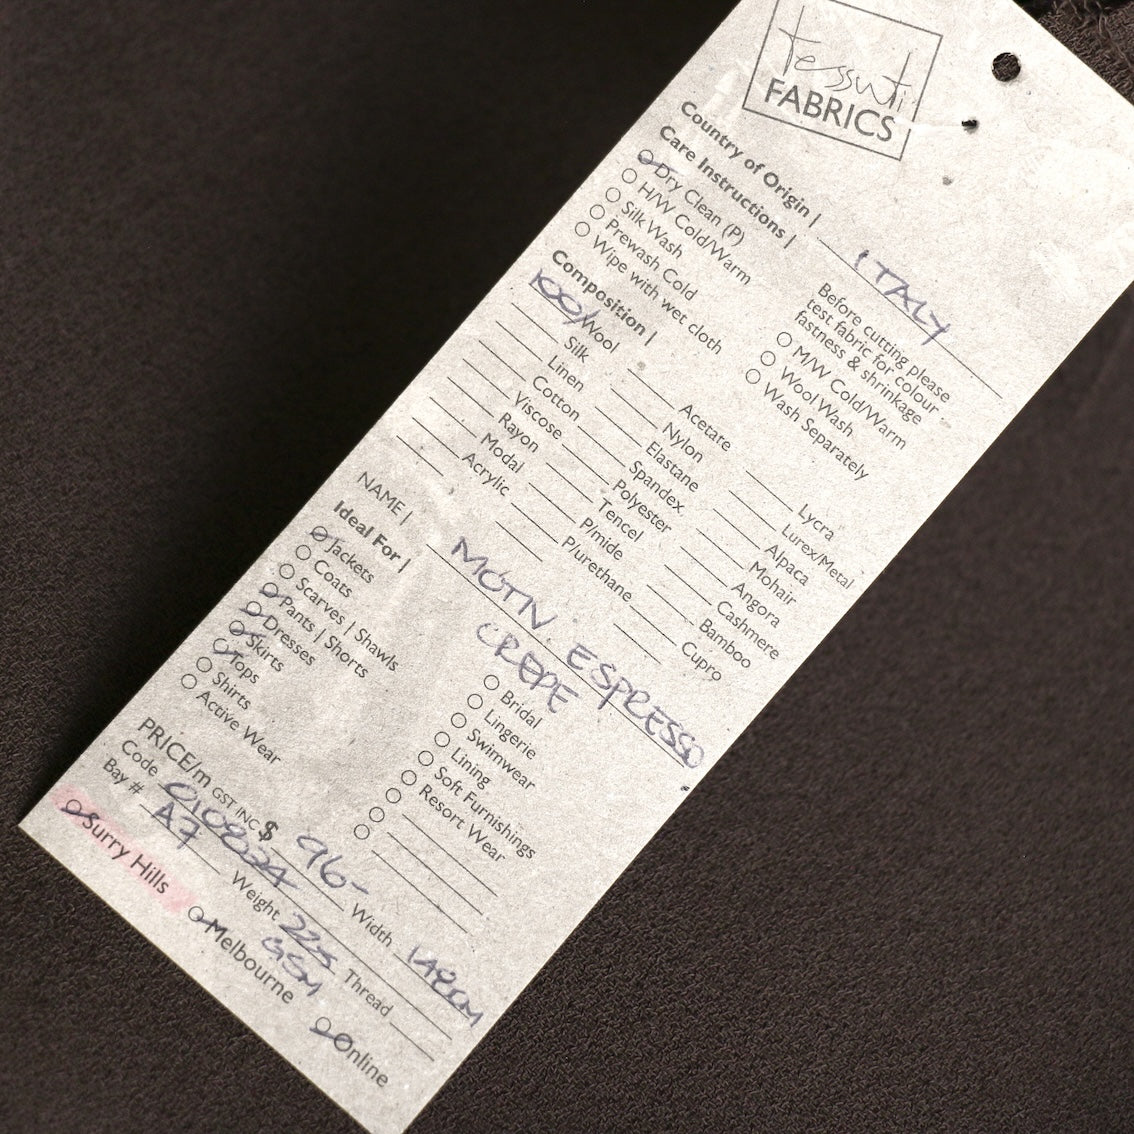 tessuti
FABRICS
Country of Origin | ITALY
Care Instructions |
Dry Clean (P)
H/W Cold/Warm
Silk Wash
Prewash Cold
Wipe with wet cloth
Before cutting please
test fabric for colour
fastness & shrinkage
M/W Cold/Warm
Wool Wash
Wash Separately
Composition |
100% Wool
Silk
Linen
Cotton
Viscose
Rayon
Modal
Acrylic
Acetate
Nylon
Elastane
Spandex
Polyester
Tencel
P/mide
P/urethane
Lycra
Lurex/Metal
Alpaca
Mohair
Angora
Cashmere
Bamboo
Cupro
NAME | MOTIV ESPRESSO
CREPE
Ideal For |
Jackets
Coats
Scarves | Shawls
Pants | Shorts
Dresses
Skirts
Tops
Shirts
Active Wear
Bridal
Lingerie
Swimwear
Lining
Soft Furnishings
Resort Wear
PRICE/m GST INC $ 96-
Code 0108024 Width 148CM
Bay # A7 Weight 225 GSM Thread
Surry Hills Melbourne Online